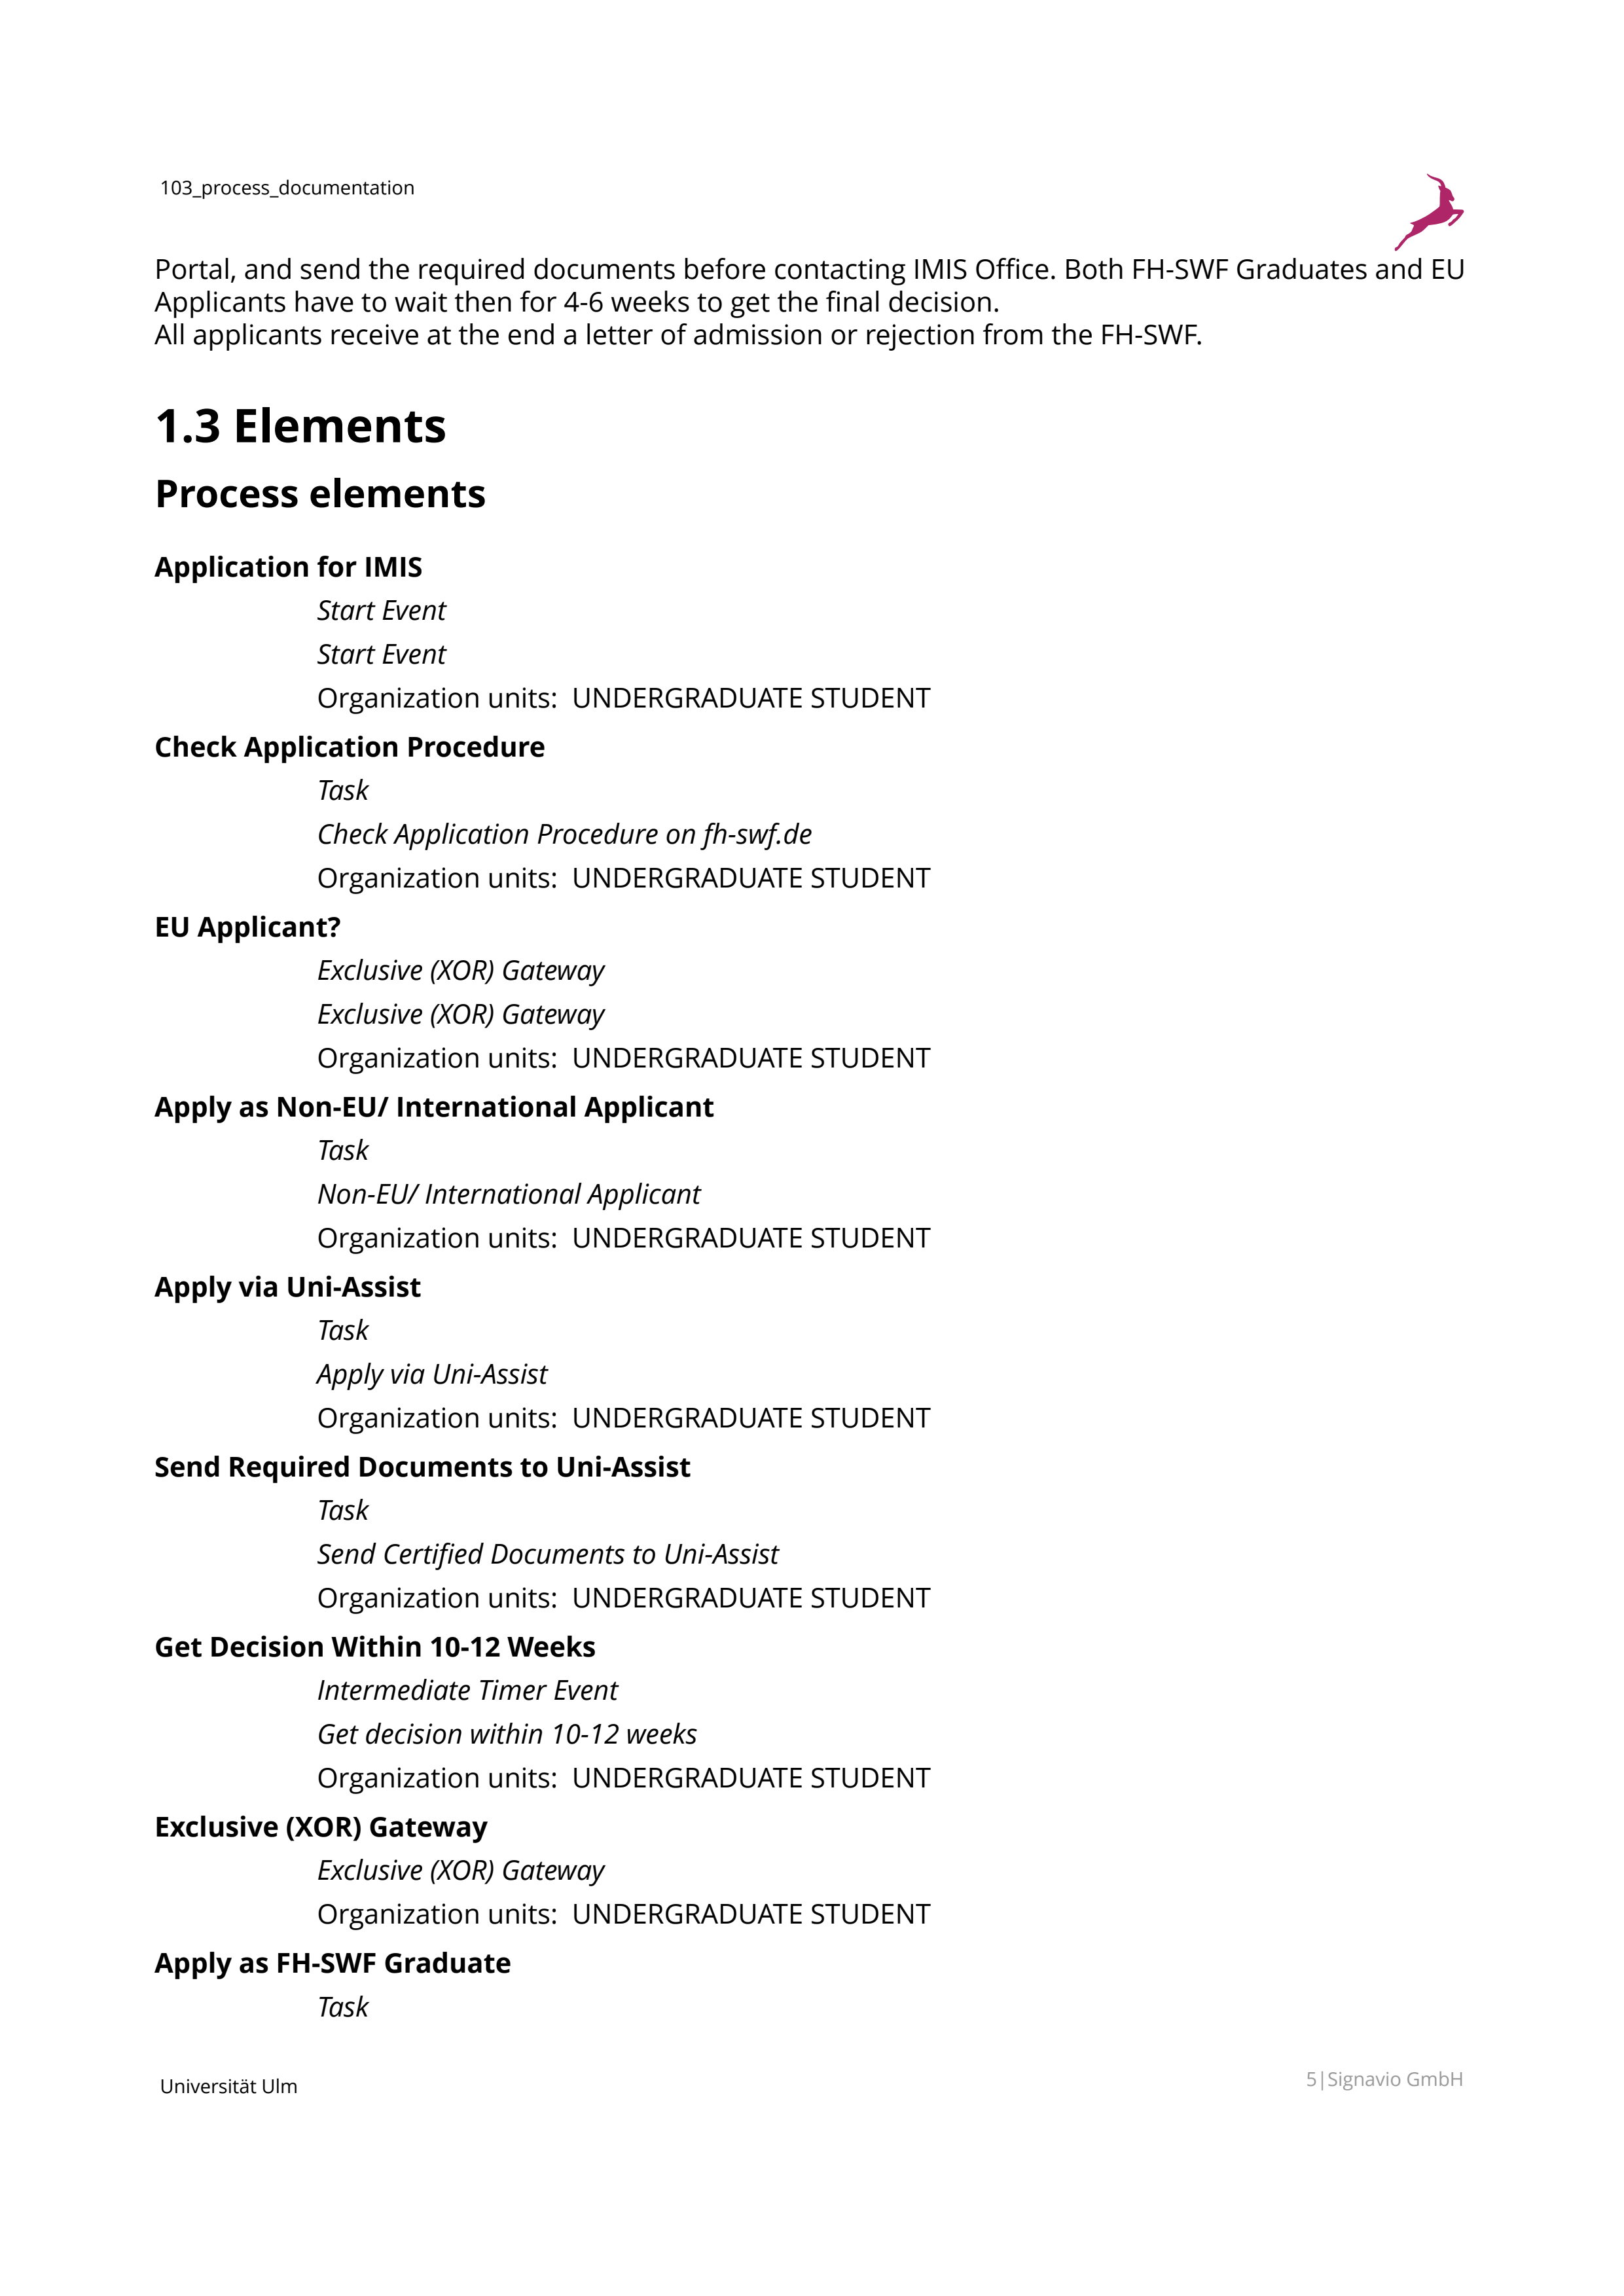 103_process_documentation
Portal, and send the required documents before contacting IMIS Office. Both FH-SWF Graduates and EU
Applicants have to wait then for 4-6 weeks to get the final decision.
All applicants receive at the end a letter of admission or rejection from the FH-SWF.
1.3 Elements
Process elements
Application for IMIS
Start Event
Start Event
Organization units: UNDERGRADUATE STUDENT
Check Application Procedure
Task
Check Application Procedure on fh-swf.de
Organization units: UNDERGRADUATE STUDENT
EU Applicant?
Exclusive (XOR) Gateway
Exclusive (XOR) Gateway
Organization units: UNDERGRADUATE STUDENT
Apply as Non-EU/ International Applicant
Task
Non-EU/ International Applicant
Organization units: UNDERGRADUATE STUDENT
Apply via Uni-Assist
Task
Apply via Uni-Assist
Organization units: UNDERGRADUATE STUDENT
Send Required Documents to Uni-Assist
Task
Send Certified Documents to Uni-Assist
Organization units: UNDERGRADUATE STUDENT
Get Decision Within 10-12 Weeks
Intermediate Timer Event
Get decision within 10-12 weeks
Organization units: UNDERGRADUATE STUDENT
Exclusive (XOR) Gateway
Exclusive (XOR) Gateway
Organization units: UNDERGRADUATE STUDENT
Apply as FH-SWF Graduate
Task
Universität Ulm
5|Signavio GmbH